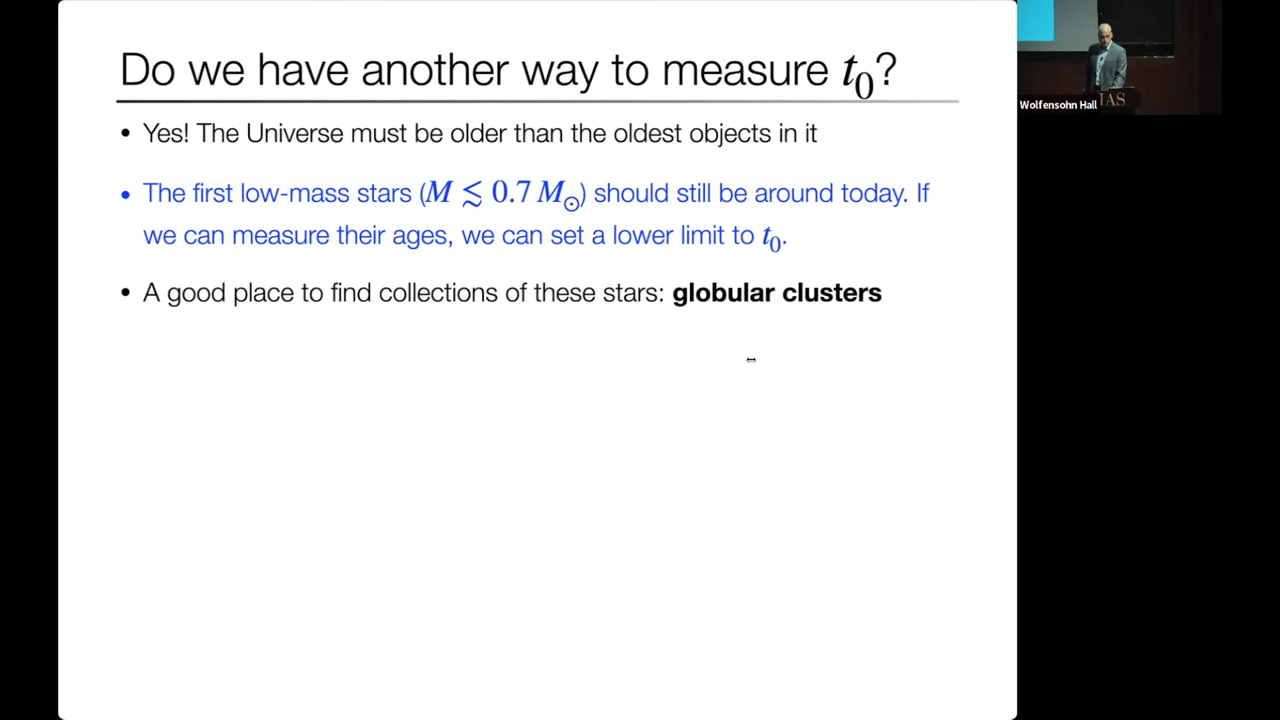 Do we have another way to measure t₀?
• Yes! The Universe must be older than the oldest objects in it
• The first low-mass stars (M ≲ 0.7 M⊙) should still be around today. If
we can measure their ages, we can set a lower limit to t₀.
• A good place to find collections of these stars: globular clusters
Wolfensohn Hall
IAS